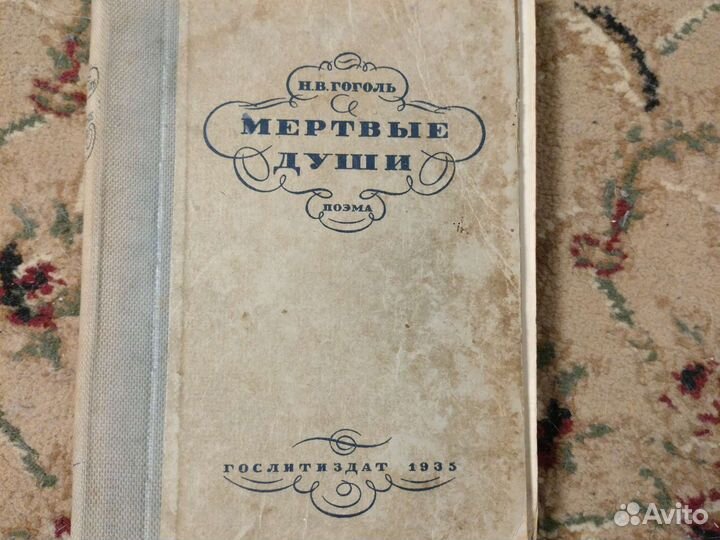 Н.В.ГОГОЛЬ
МЕРТВЫЕ
ДУШИ
ПОЭМА
ГОСЛИТИЗДАТ 1935
Avito